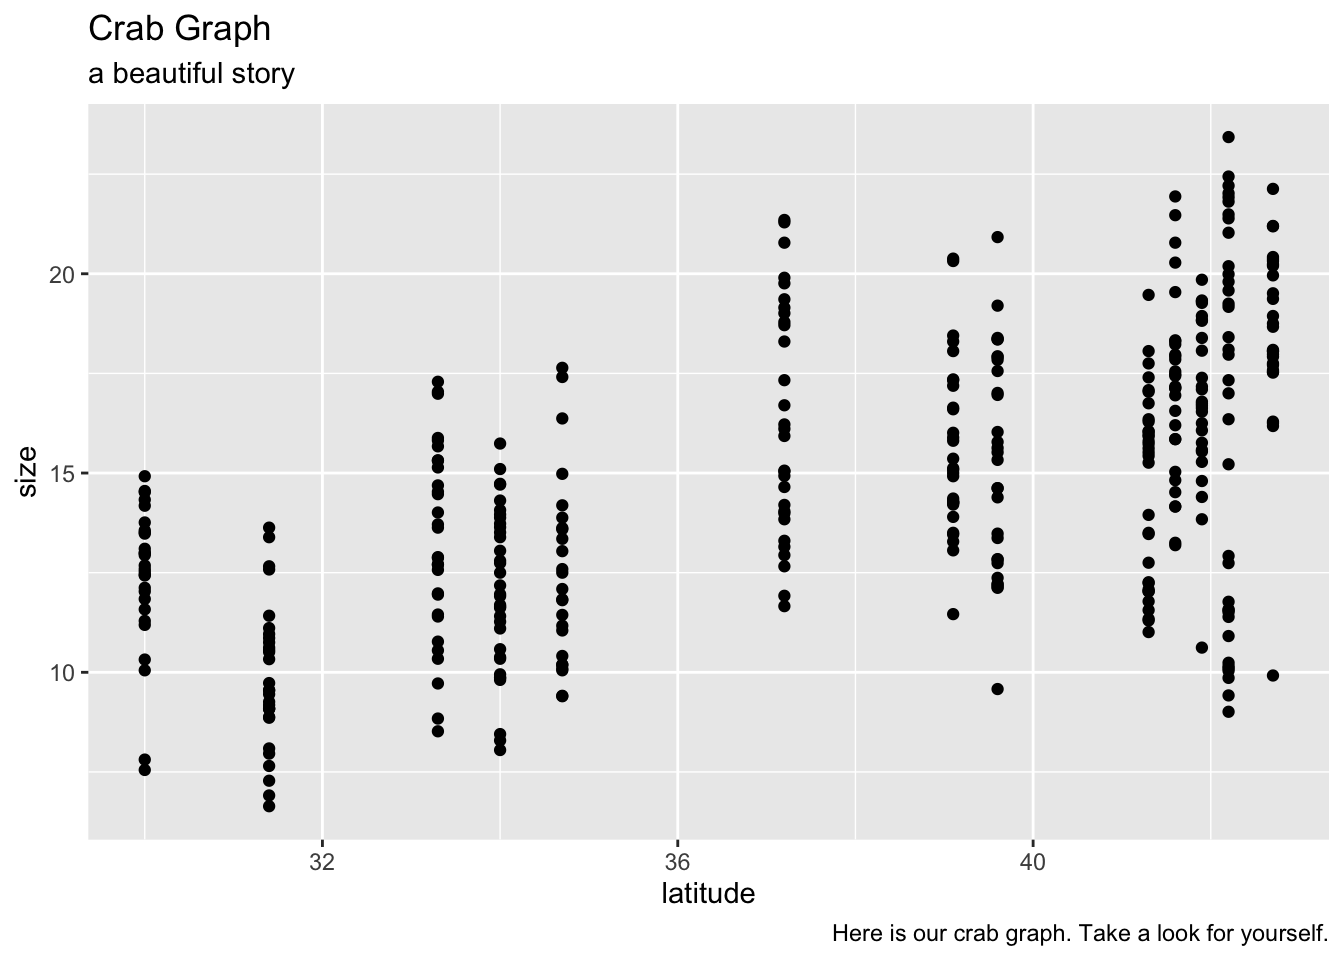 Crab Graph
a beautiful story
size
20
15
10
32 36 40
latitude
Here is our crab graph. Take a look for yourself.